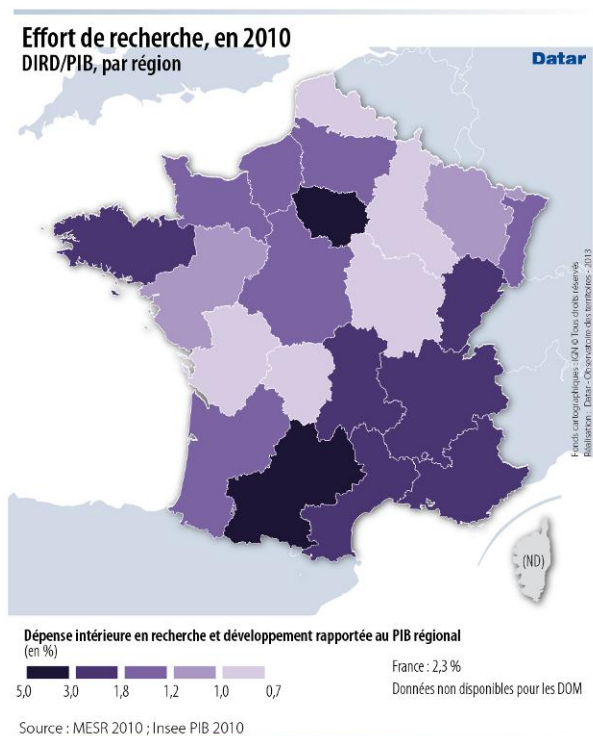 Effort de recherche, en 2010
DIRD/PIB, par région
Datar
Fonds cartographiques : IGN © Tous droits réservés
Réalisation : Datar - Observatoire des territoires - 2013
(ND)
Dépense intérieure en recherche et développement rapportée au PIB régional
(en %)
5,0 3,0 1,8 1,2 1,0 0,7
France : 2,3 %
Données non disponibles pour les DOM
Source : MESR 2010 ; Insee PIB 2010